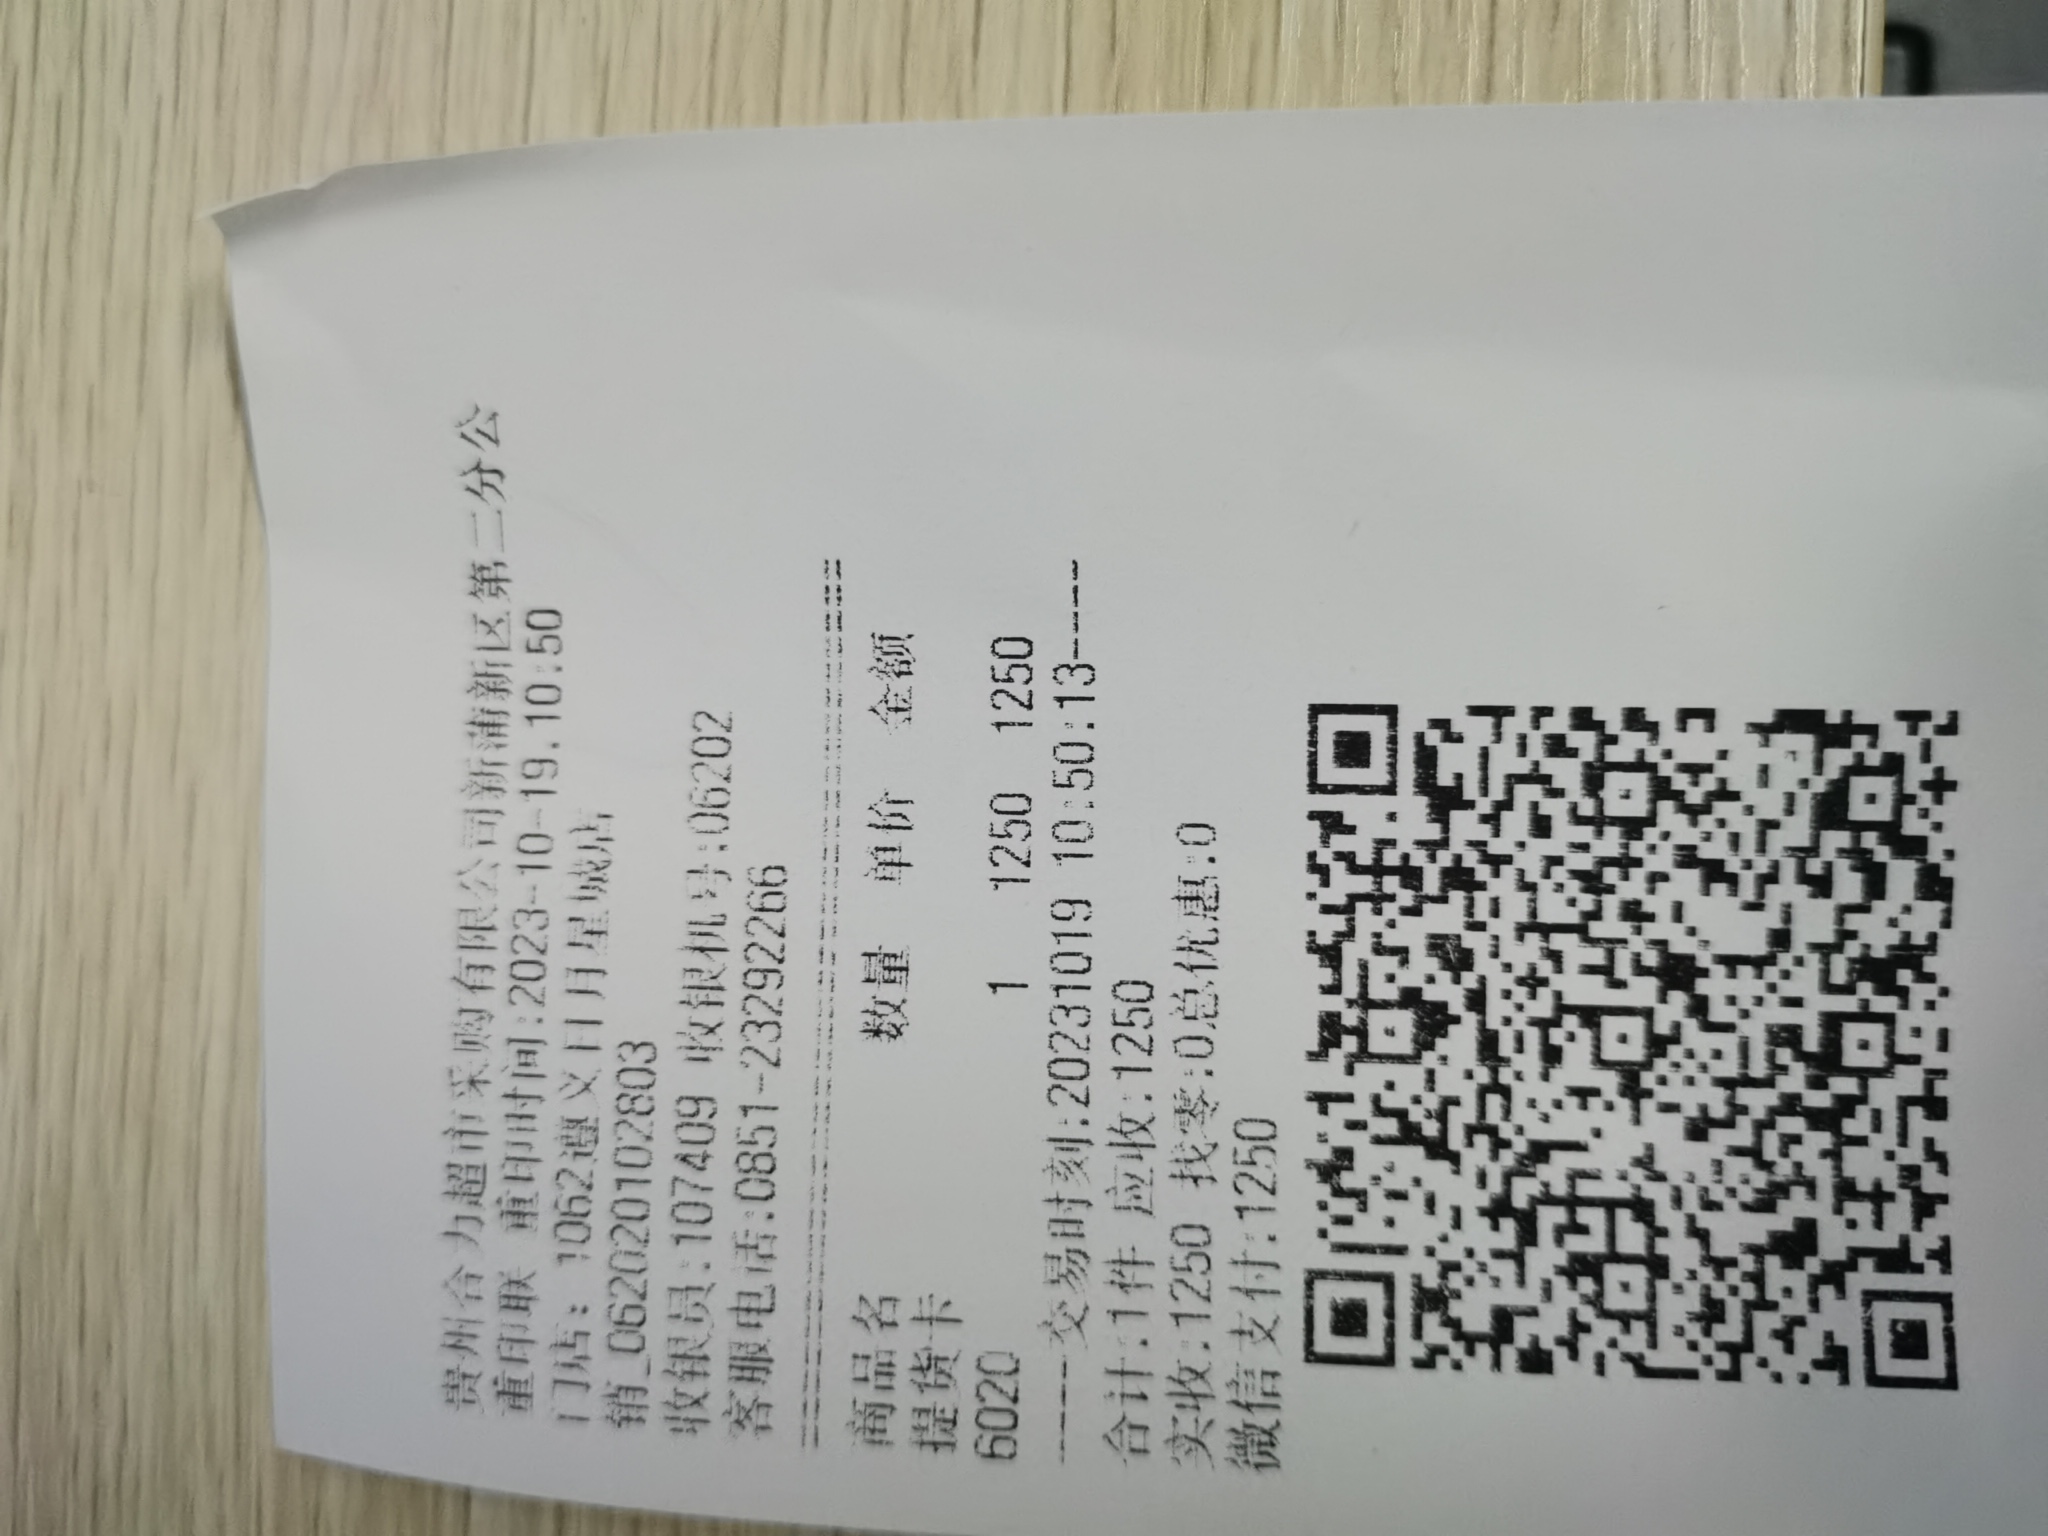 贵州合力超市采购有限公司新蒲新区第二分公
重印联 重印时间:2023-10-19.10:50
门店: 1062遵义日月星城店
销_062020102803
收银员:107409 收银机号:06202
客服电话:0851-23292266
商品名 数量 单价 金额
提货卡
6020 1 1250 1250
-----交易时刻:20231019 10:50:13-----
合计:1件 应收:1250
实收:1250 找零:0总优惠:0
微信支付:1250